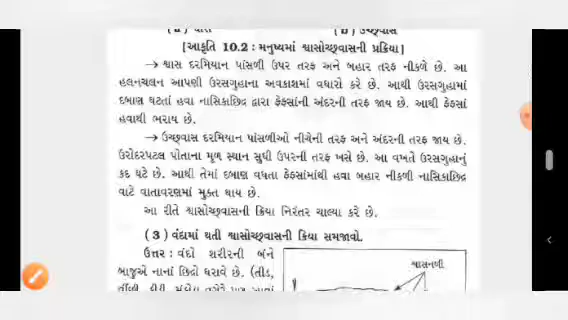 (a) શ્વાસ (b) ઉચ્છ્વાસ
[આકૃતિ 10.2 : મનુષ્યમાં શ્વાસોચ્છ્વાસની પ્રક્રિયા]
→ શ્વાસ દરમિયાન પાંસળી ઉપર તરફ અને બહાર તરફ નીકળે છે. આ
હલનચલન આપણી ઉરસગુહાના અવકાશમાં વધારો કરે છે. આથી ઉરસગુહામાં
દબાણ ઘટતાં હવા નાસિકાછિદ્ર દ્વારા ફેફસાંની અંદરની તરફ જાય છે. આથી ફેફસાં
હવાથી ભરાય છે.
→ ઉચ્છ્વાસ દરમિયાન પાંસળીઓ નીચેની તરફ અને અંદરની તરફ જાય છે.
ઉરોદરપટલ પોતાના મૂળ સ્થાન સુધી ઉપરની તરફ ખસે છે. આ વખતે ઉરસગુહાનું
કદ ઘટે છે. આથી તેમાં દબાણ વધતા ફેફસાંમાંથી હવા બહાર નીકળી નાસિકાછિદ્ર
વાટે વાતાવરણમાં મુક્ત થાય છે.
આ રીતે શ્વાસોચ્છ્વાસની ક્રિયા નિરંતર ચાલ્યા કરે છે.
(3) વંદામાં થતી શ્વાસોચ્છ્વાસની ક્રિયા સમજાવો.
ઉત્તર : વંદો શરીરની બંને
બાજુએ નાનાં છિદ્રો ધરાવે છે. (તીડ,
શ્વાસનળી